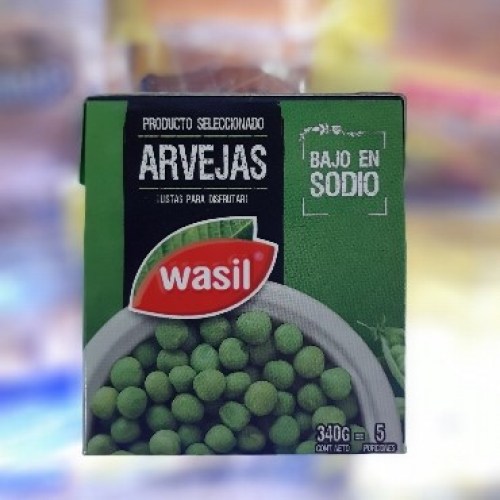 PRODUCTO SELECCIONADO
ARVEJAS
¡LISTAS PARA DISFRUTAR!
BAJO EN
SODIO
wasil
340G = 5
CONT. NETO PORCIONES